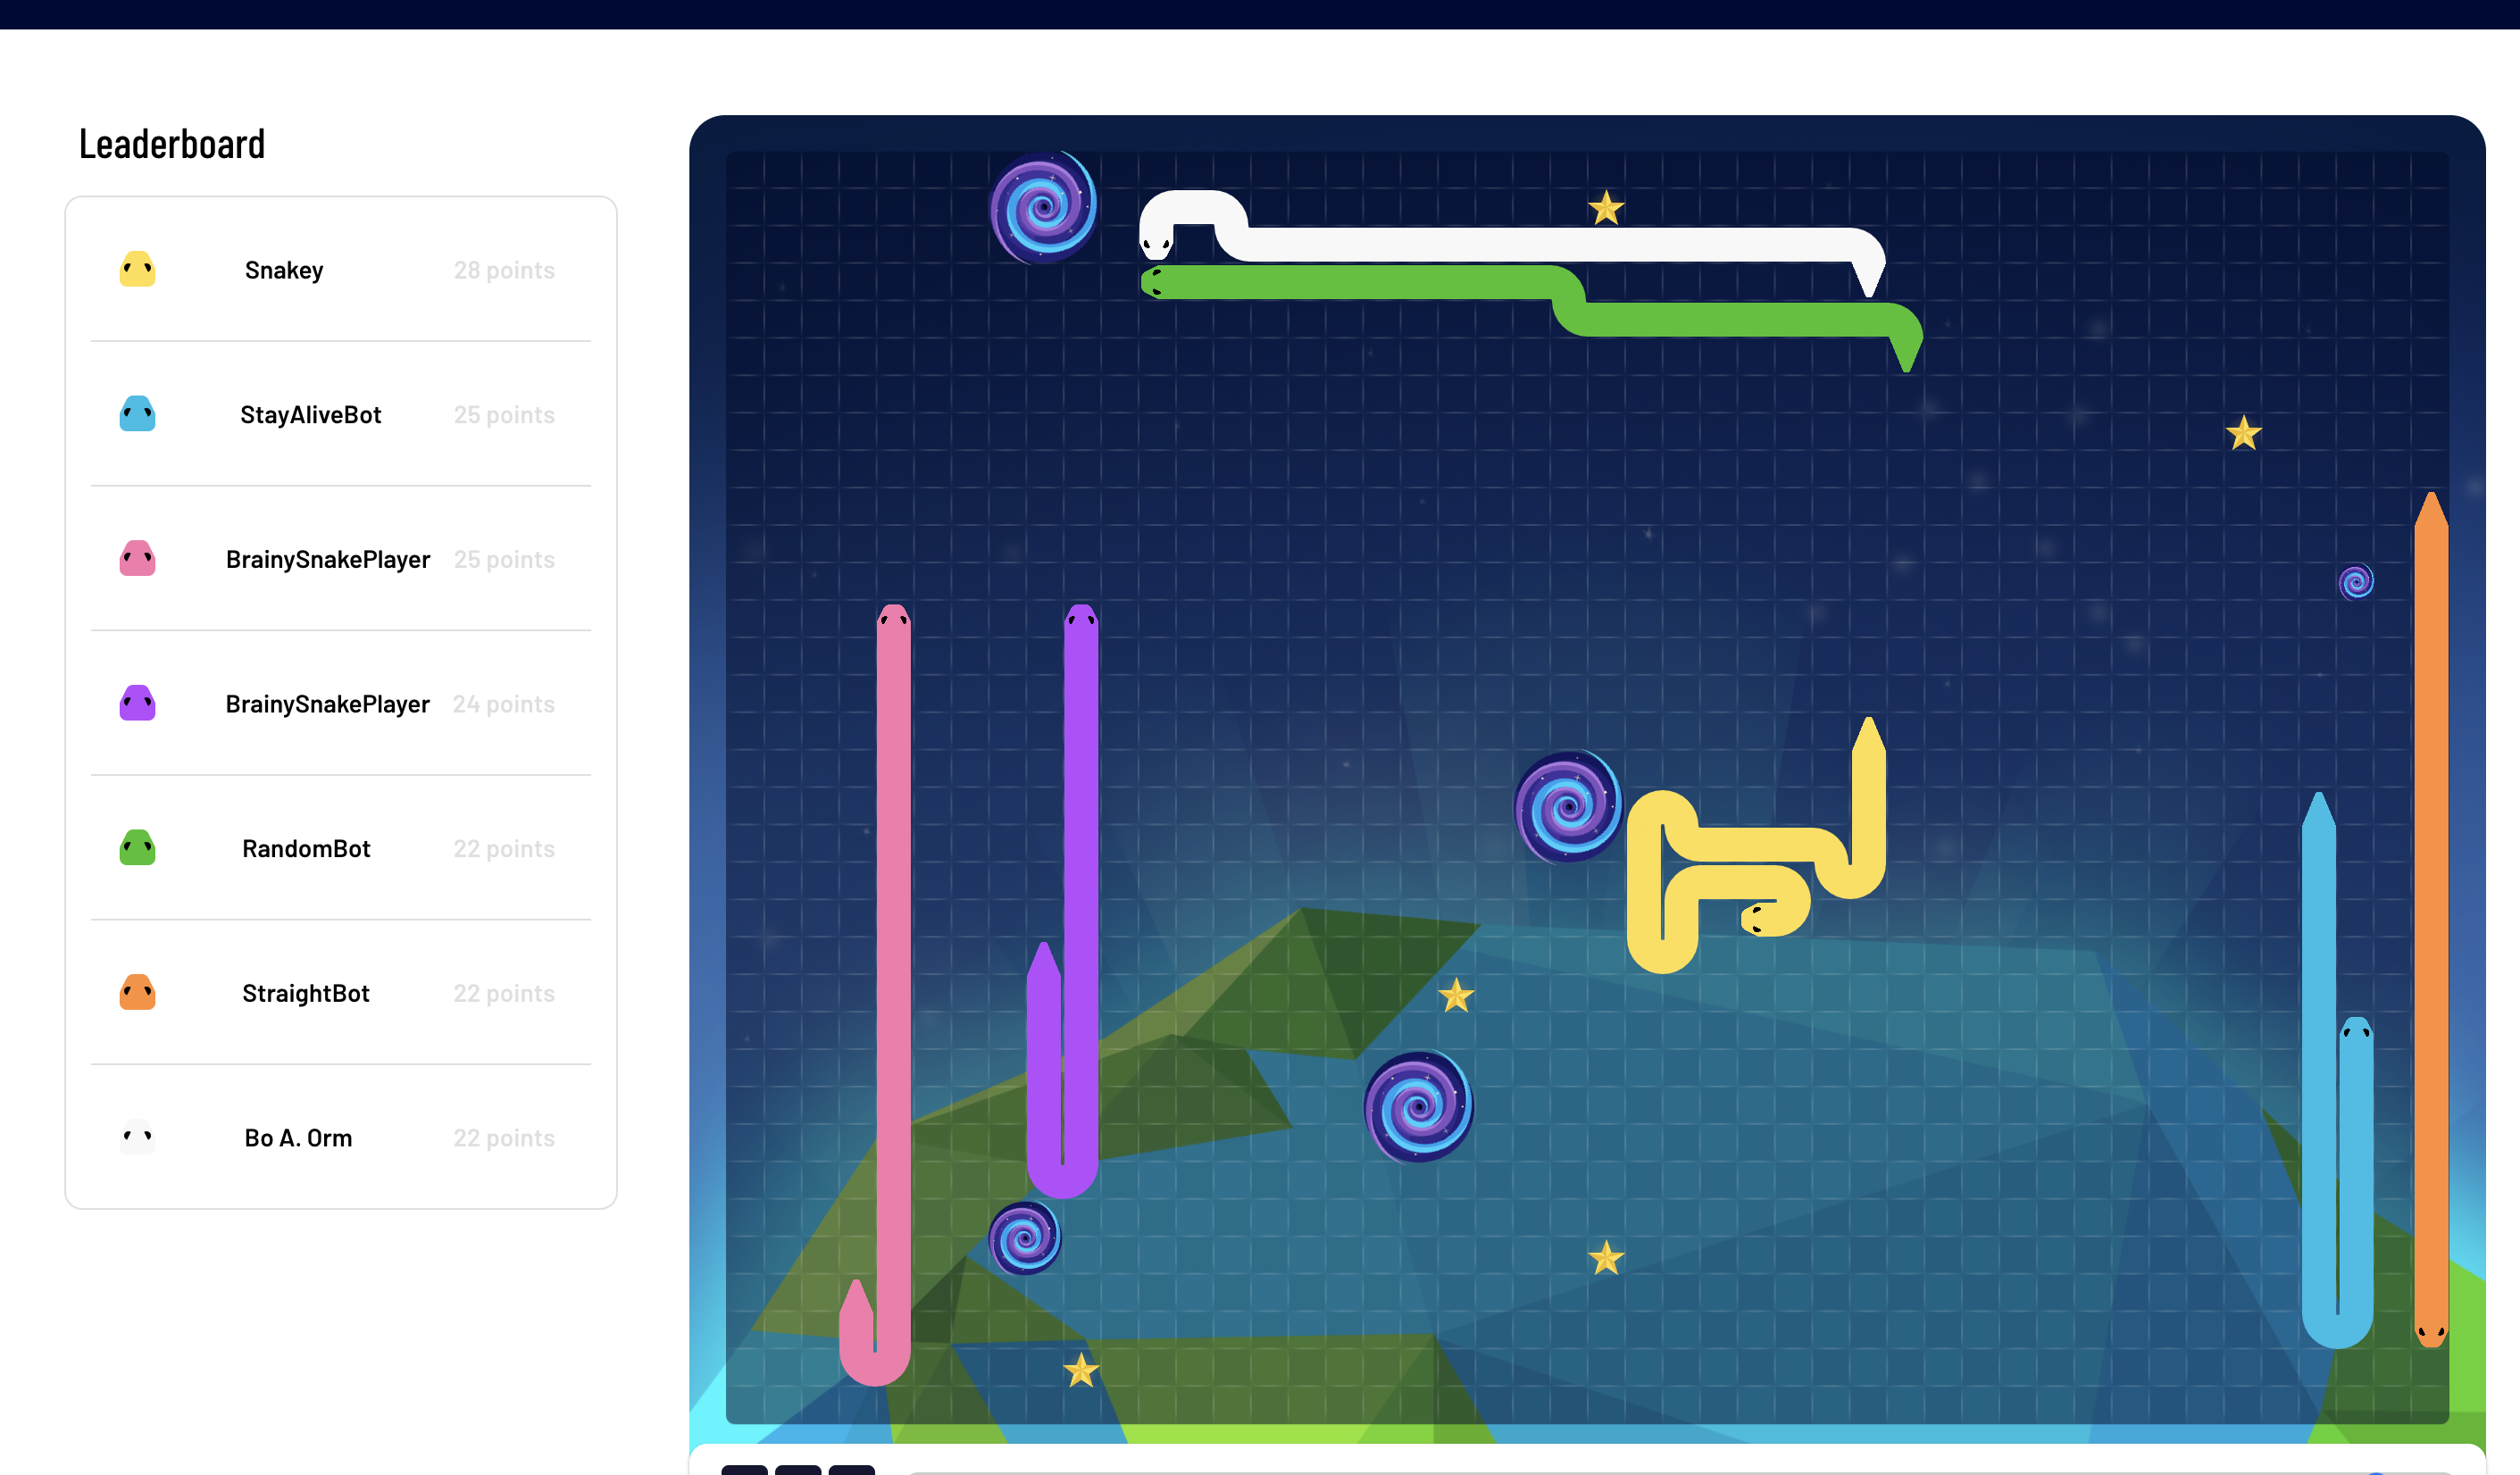 Leaderboard
Snakey 28 points
StayAliveBot 25 points
BrainySnakePlayer 25 points
BrainySnakePlayer 24 points
RandomBot 22 points
StraightBot 22 points
Bo A. Orm 22 points